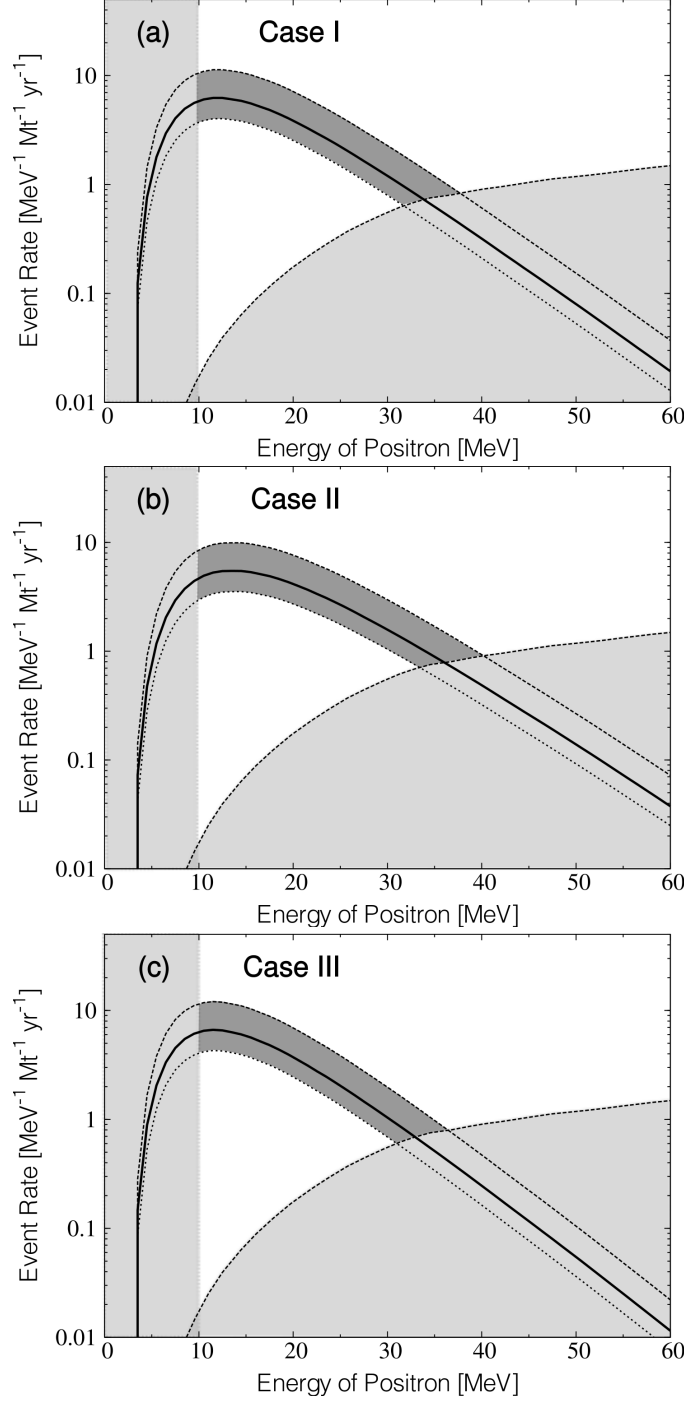 (a) Case I
Event Rate [MeV⁻¹ Mt⁻¹ yr⁻¹]
10
1
0.1
0.01
0 10 20 30 40 50 60
Energy of Positron [MeV]
(b) Case II
Event Rate [MeV⁻¹ Mt⁻¹ yr⁻¹]
10
1
0.1
0.01
0 10 20 30 40 50 60
Energy of Positron [MeV]
(c) Case III
Event Rate [MeV⁻¹ Mt⁻¹ yr⁻¹]
10
1
0.1
0.01
0 10 20 30 40 50 60
Energy of Positron [MeV]